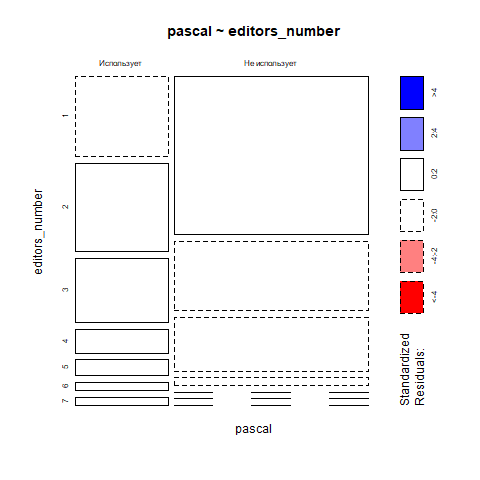 pascal ~ editors_number
Использует
Не использует
1
2
3
4
5
6
7
editors_number
pascal
>4
2:4
0:2
-2:0
-4:-2
<-4
Standardized
Residuals: